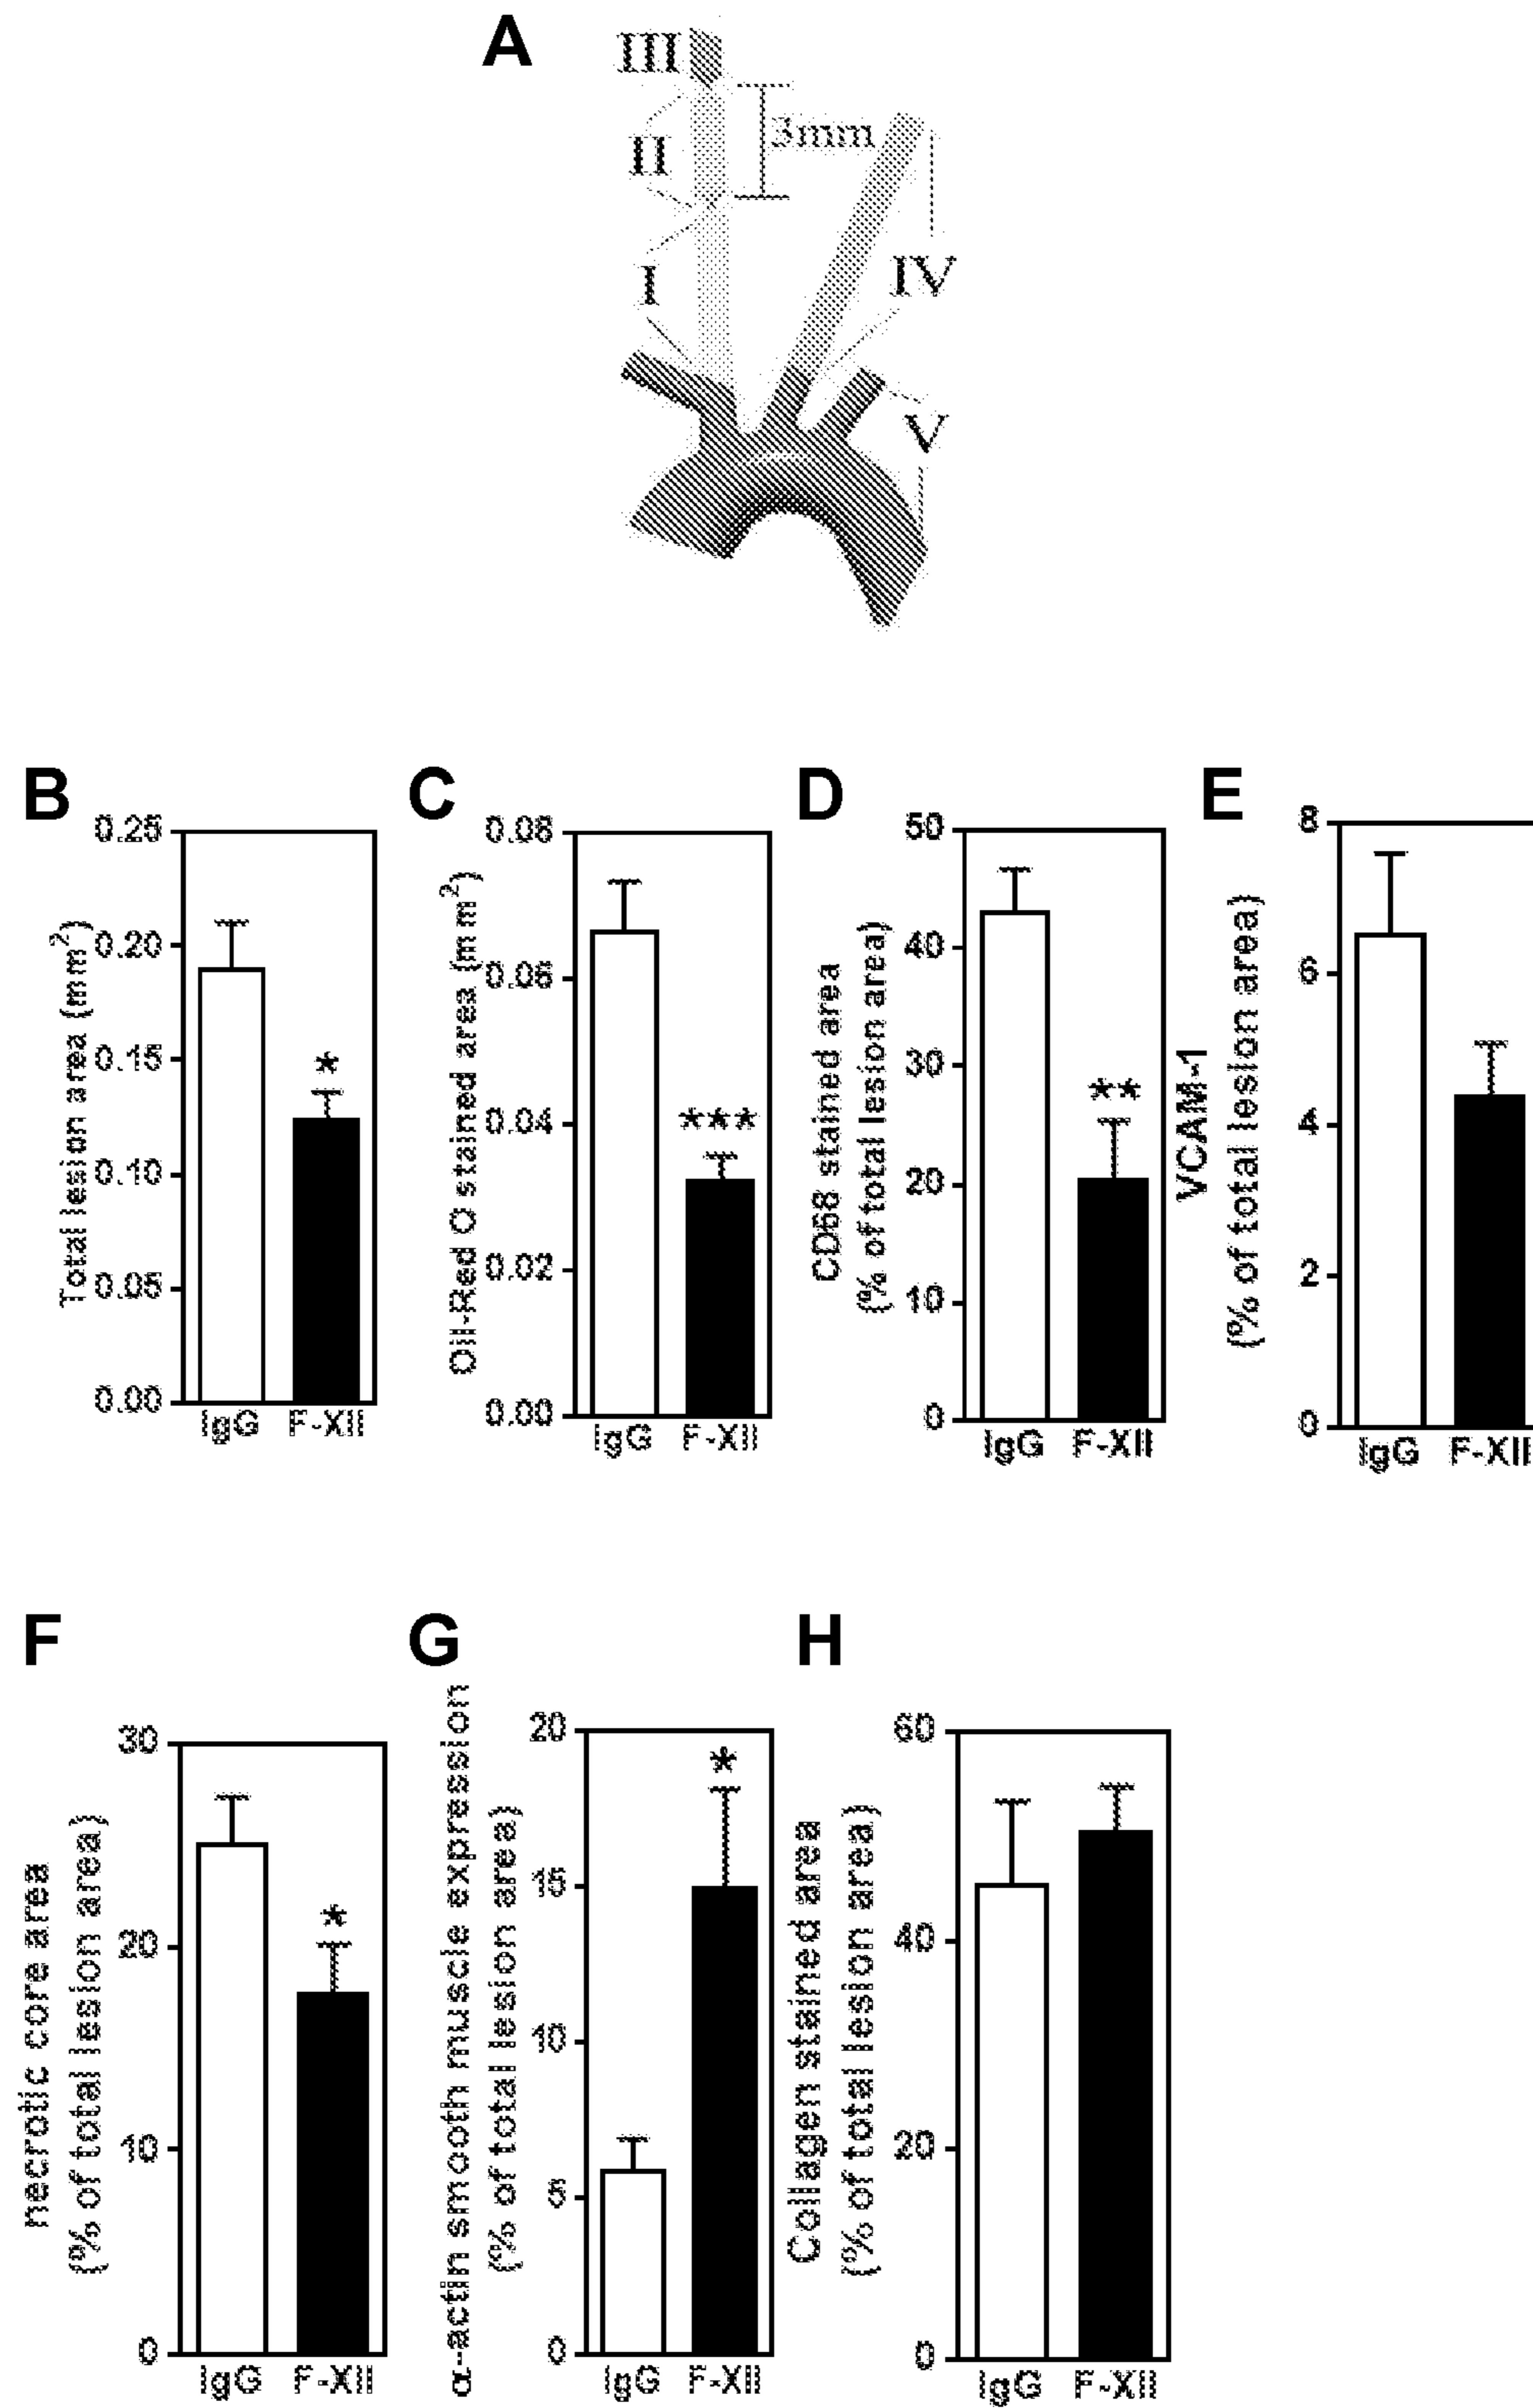 A
III
3mm
II
IV
I
V
B
C
D
E
Total lesion area (mm²)
0.25
0.20
0.15
0.10
0.05
0.00
*
IgG F-XII
Oil-Red O stained area (mm²)
0.08
0.06
0.04
0.02
0.00
***
IgG F-XII
CD68 stained area
(% of total lesion area)
50
40
30
20
10
0
**
IgG F-XII
VCAM-1
(% of total lesion area)
8
6
4
2
0
IgG F-XII
F
G
H
necrotic core area
(% of total lesion area)
30
20
10
0
*
IgG F-XII
α-actin smooth muscle expression
(% of total lesion area)
20
15
10
5
0
*
IgG F-XII
Collagen stained area
(% of total lesion area)
60
40
20
0
IgG F-XII